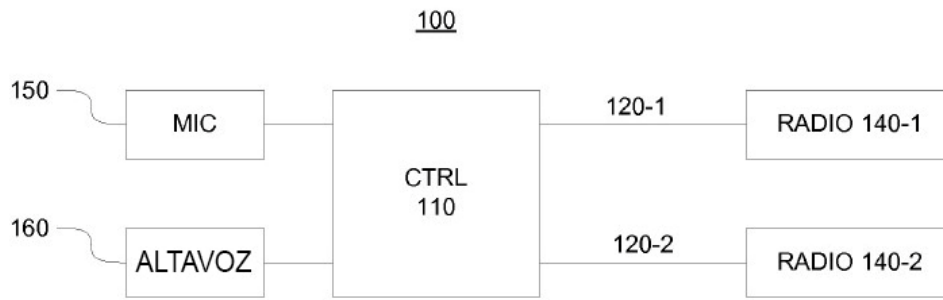 100
150
MIC
120-1
RADIO 140-1
CTRL
110
160
ALTAVOZ
120-2
RADIO 140-2